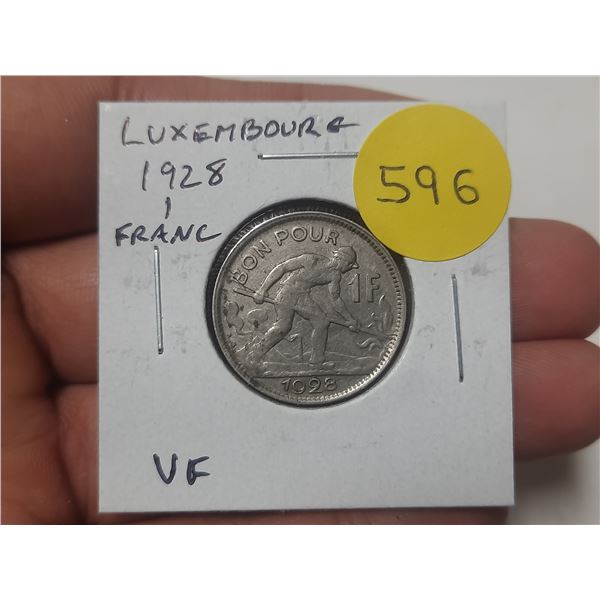 LUXEMBOURG
1928
1
FRANC
596
BON POUR
1F
1928
VF